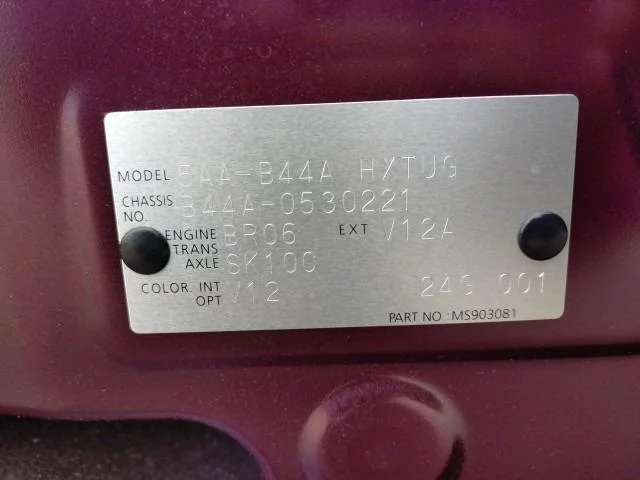 MODEL 5AA-B44A HXTUG
CHASSIS NO. B44A-0530221
ENGINE BR06 EXT V12A
TRANS AXLE SK10C
COLOR. INT OPT V12 24G 001
PART NO : MS903081